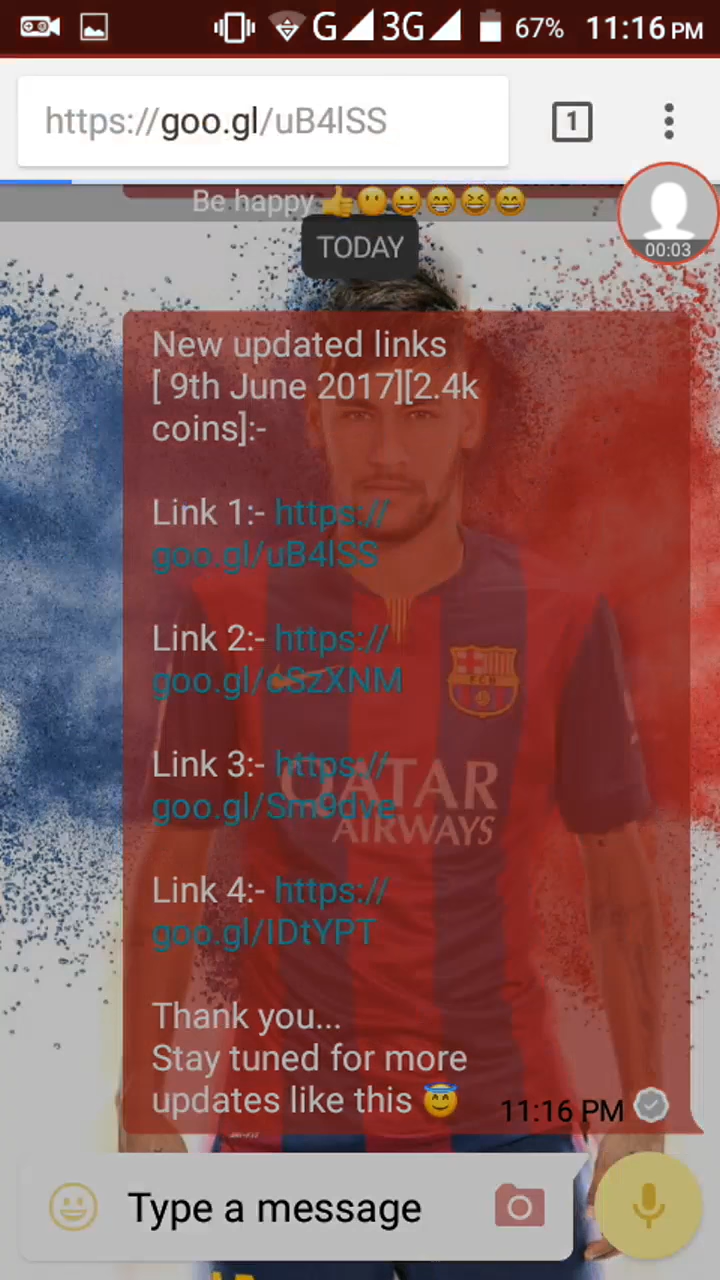 G 3G 67% 11:16 PM
https://goo.gl/uB4lSS 1
Be happy👍😶😀😁😆😄
00:03
TODAY
New updated links
[ 9th June 2017][2.4k
coins]:-
Link 1:- https://
goo.gl/uB4lSS
Link 2:- https://
goo.gl/cSzXNM
Link 3:- https://
goo.gl/Sm9dve
QATAR
AIRWAYS
Link 4:- https://
goo.gl/IDtYPT
Thank you...
Stay tuned for more
updates like this 😇
11:16 PM
Type a message